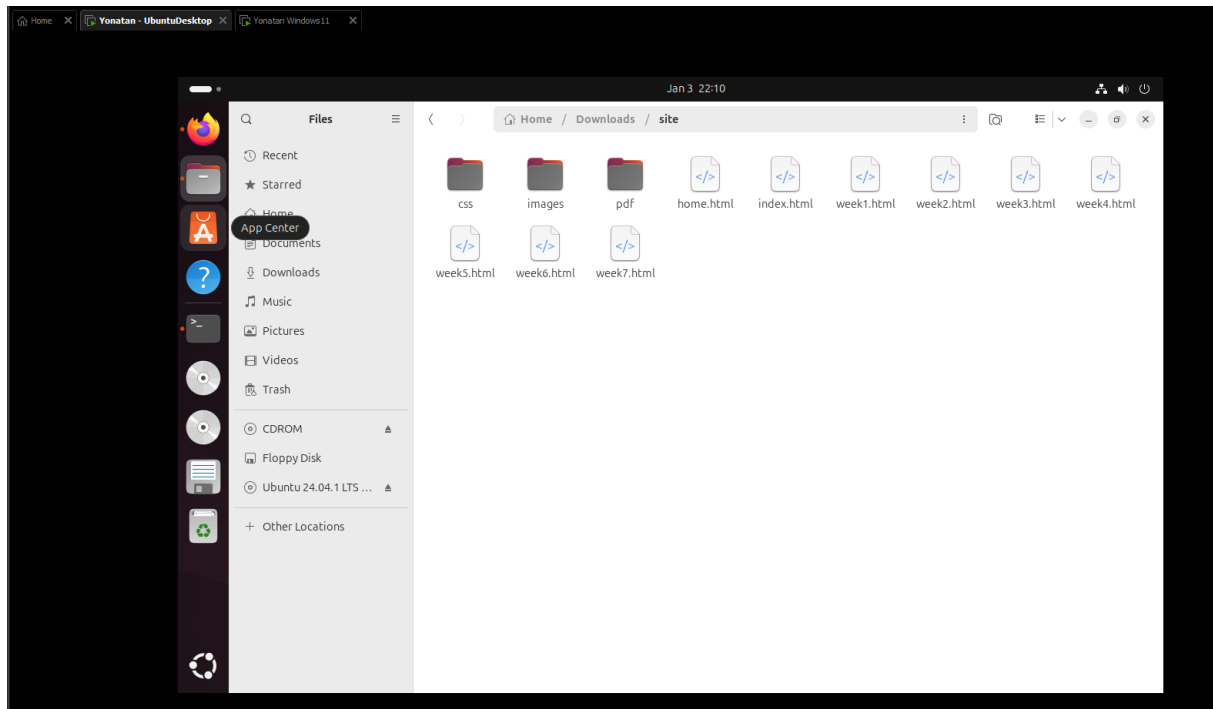 Home
Yonatan - UbuntuDesktop
Yonatan Windows11
Jan 3 22:10
Files
Home / Downloads / site
Recent
Starred
Home
App Center
Documents
Downloads
Music
Pictures
Videos
Trash
CDROM
Floppy Disk
Ubuntu 24.04.1 LTS ...
+ Other Locations
css images pdf home.html index.html week1.html week2.html week3.html week4.html
week5.html week6.html week7.html